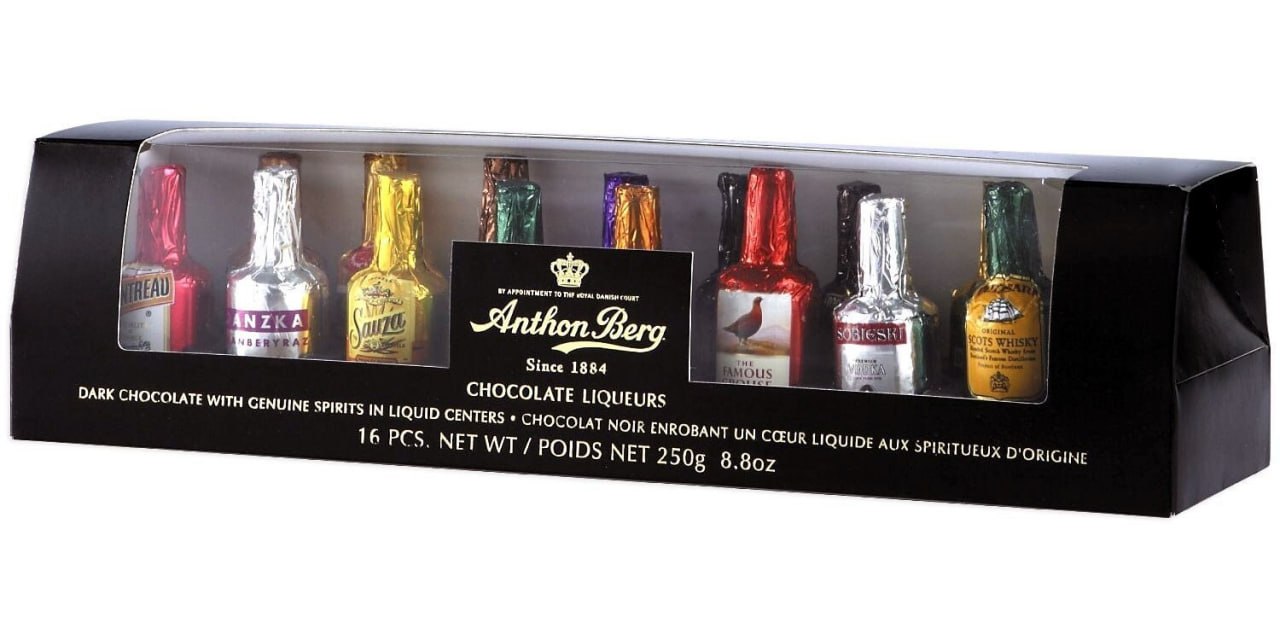 NTREAU
ANZKA
ANBERYRAZ
Sauza
BY APPOINTMENT TO THE ROYAL DANISH COURT
Anthon Berg
Since 1884
CHOCOLATE LIQUEURS
DARK CHOCOLATE WITH GENUINE SPIRITS IN LIQUID CENTERS • CHOCOLAT NOIR ENROBANT UN CŒUR LIQUIDE AUX SPIRITUEUX D'ORIGINE
16 PCS. NET WT / POIDS NET 250g 8.8oz
THE
FAMOUS
SOBIESKI
VODKA
ORIGINAL
SCOTS WHISKY